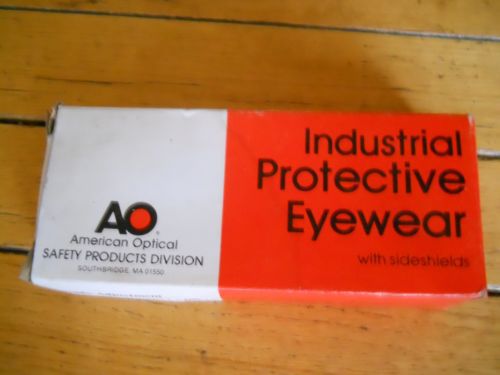 AO
American Optical
SAFETY PRODUCTS DIVISION
SOUTHBRIDGE, MA 01550
Industrial
Protective
Eyewear
with sideshields